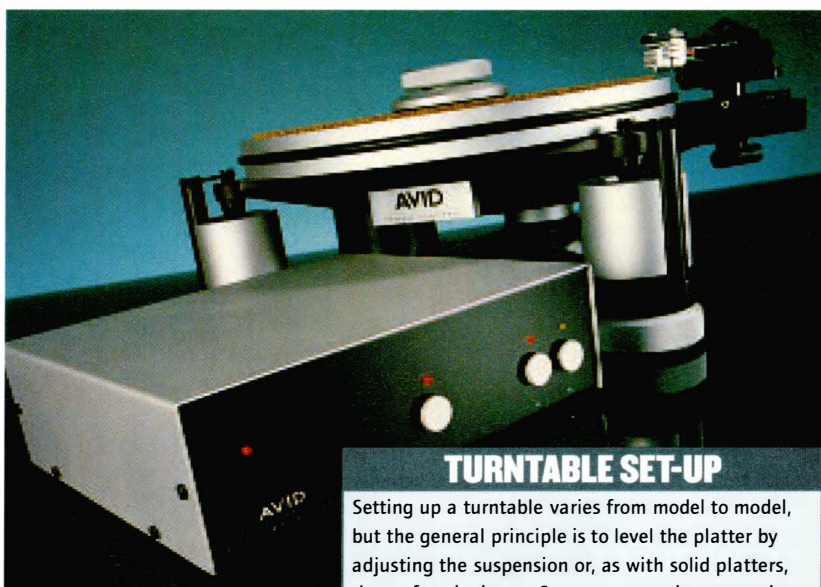 AVID
AVID
TURNTABLE SET-UP
Setting up a turntable varies from model to model,
but the general principle is to level the platter by
adjusting the suspension or, as with solid platters,